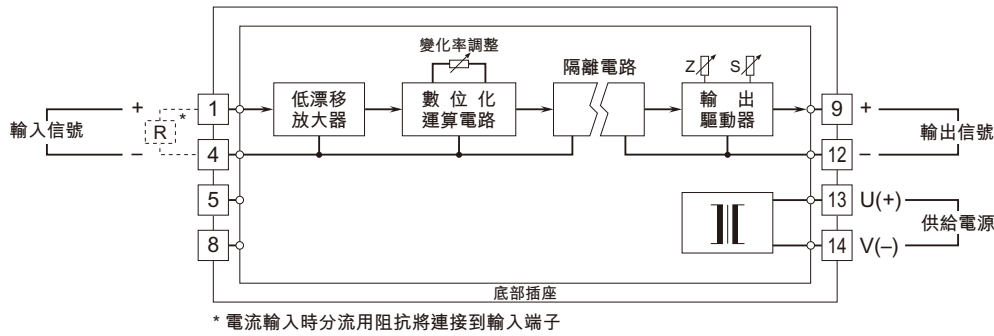 變化率調整
隔離電路
Z S
+ 1 低漂移 數位化 輸出 9 +
放大器 運算電路 驅動器
輸入信號 R * 輸出信號
– 4 12 –
5 13 U(+)
供給電源
8 14 V(–)
底部插座
* 電流輸入時分流用阻抗將連接到輸入端子